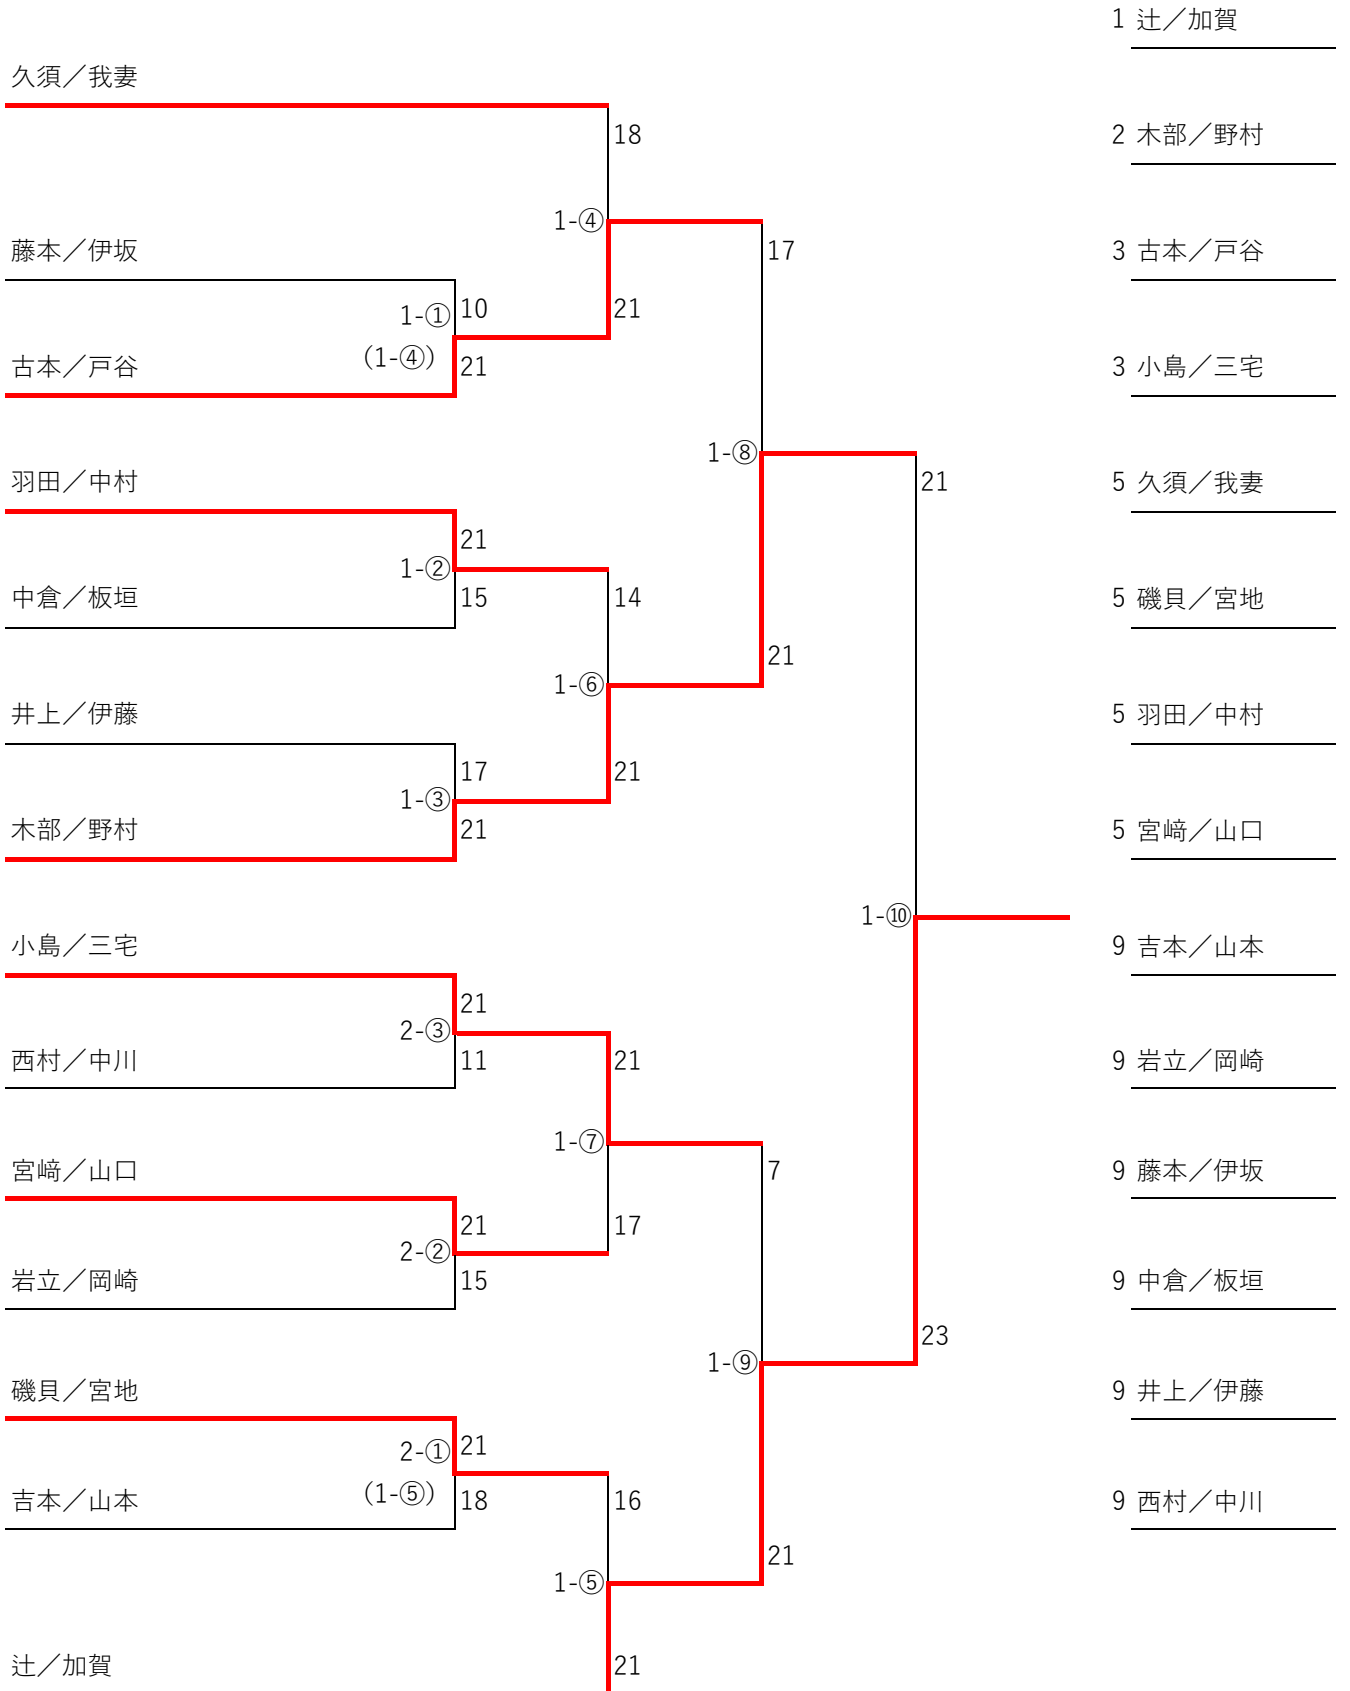 1 辻／加賀
久須／我妻
18
2 木部／野村
1-④
藤本／伊坂
17
3 古本／戸谷
1-①
10
21
(1-④)
古本／戸谷
21
3 小島／三宅
1-⑧
羽田／中村
21
5 久須／我妻
21
1-②
中倉／板垣
15
14
5 磯貝／宮地
21
1-⑥
井上／伊藤
5 羽田／中村
17
21
1-③
木部／野村
21
5 宮﨑／山口
1-⑩
小島／三宅
9 吉本／山本
21
2-③
西村／中川
11
21
9 岩立／岡崎
1-⑦
宮﨑／山口
7
9 藤本／伊坂
21
17
2-②
岩立／岡崎
15
9 中倉／板垣
23
1-⑨
磯貝／宮地
9 井上／伊藤
2-①
21
(1-⑤)
吉本／山本
18
16
9 西村／中川
21
1-⑤
辻／加賀
21